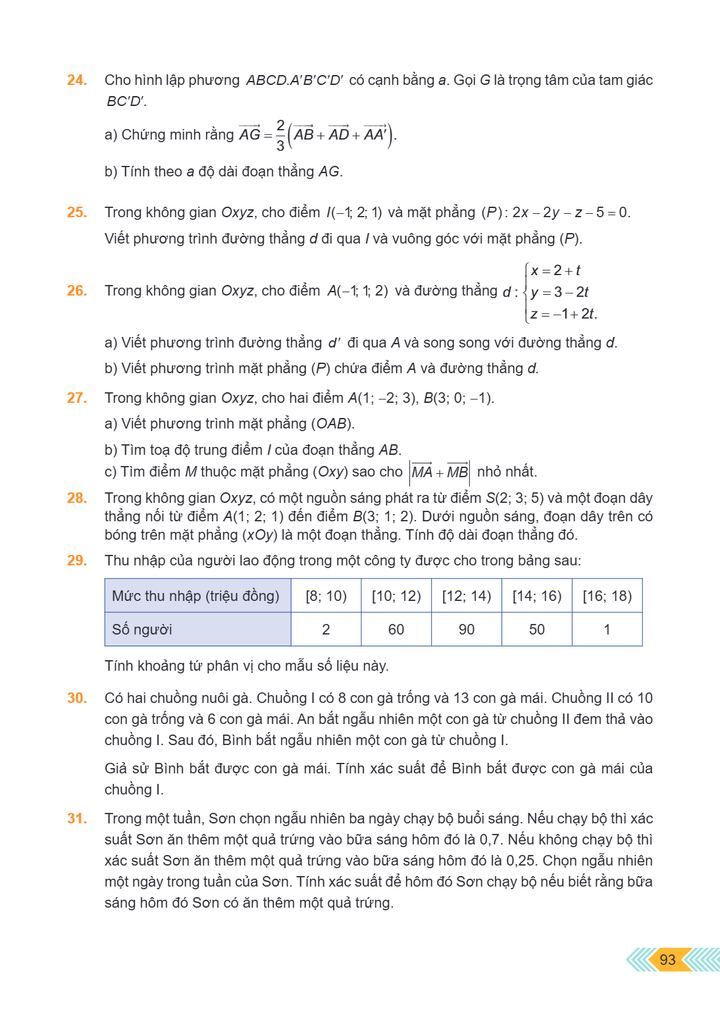 24. Cho hình lập phương ABCD.A′B′C′D′ có cạnh bằng a. Gọi G là trọng tâm của tam giác
BC′D′.
a) Chứng minh rằng AG = 2/3 (AB + AD + AA′).
b) Tính theo a độ dài đoạn thẳng AG.
25. Trong không gian Oxyz, cho điểm I(−1; 2; 1) và mặt phẳng (P): 2x − 2y − z − 5 = 0.
Viết phương trình đường thẳng d đi qua I và vuông góc với mặt phẳng (P).
26. Trong không gian Oxyz, cho điểm A(−1; 1; 2) và đường thẳng d : { x = 2 + t
y = 3 − 2t
z = −1 + 2t.
a) Viết phương trình đường thẳng d′ đi qua A và song song với đường thẳng d.
b) Viết phương trình mặt phẳng (P) chứa điểm A và đường thẳng d.
27. Trong không gian Oxyz, cho hai điểm A(1; −2; 3), B(3; 0; −1).
a) Viết phương trình mặt phẳng (OAB).
b) Tìm toạ độ trung điểm I của đoạn thẳng AB.
c) Tìm điểm M thuộc mặt phẳng (Oxy) sao cho |MA + MB| nhỏ nhất.
28. Trong không gian Oxyz, có một nguồn sáng phát ra từ điểm S(2; 3; 5) và một đoạn dây
thẳng nối từ điểm A(1; 2; 1) đến điểm B(3; 1; 2). Dưới nguồn sáng, đoạn dây trên có
bóng trên mặt phẳng (xOy) là một đoạn thẳng. Tính độ dài đoạn thẳng đó.
29. Thu nhập của người lao động trong một công ty được cho trong bảng sau:
Mức thu nhập (triệu đồng) [8; 10) [10; 12) [12; 14) [14; 16) [16; 18)
Số người 2 60 90 50 1
Tính khoảng tứ phân vị cho mẫu số liệu này.
30. Có hai chuồng nuôi gà. Chuồng I có 8 con gà trống và 13 con gà mái. Chuồng II có 10
con gà trống và 6 con gà mái. An bắt ngẫu nhiên một con gà từ chuồng II đem thả vào
chuồng I. Sau đó, Bình bắt ngẫu nhiên một con gà từ chuồng I.
Giả sử Bình bắt được con gà mái. Tính xác suất để Bình bắt được con gà mái của
chuồng I.
31. Trong một tuần, Sơn chọn ngẫu nhiên ba ngày chạy bộ buổi sáng. Nếu chạy bộ thì xác
suất Sơn ăn thêm một quả trứng vào bữa sáng hôm đó là 0,7. Nếu không chạy bộ thì
xác suất Sơn ăn thêm một quả trứng vào bữa sáng hôm đó là 0,25. Chọn ngẫu nhiên
một ngày trong tuần của Sơn. Tính xác suất để hôm đó Sơn chạy bộ nếu biết rằng bữa
sáng hôm đó Sơn có ăn thêm một quả trứng.
93